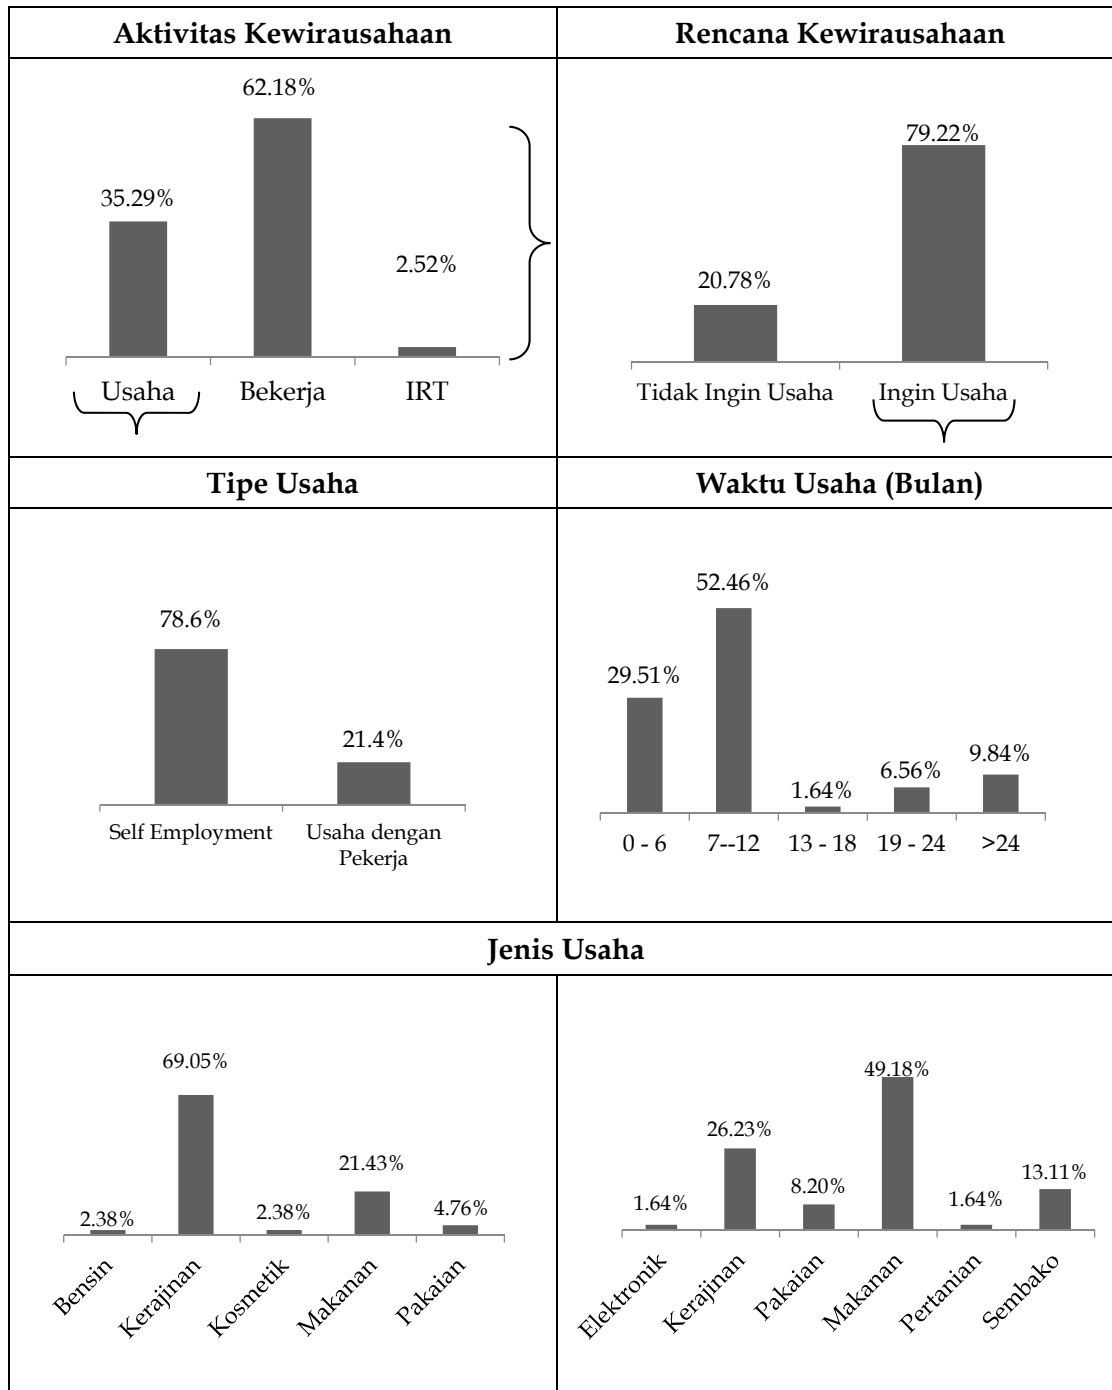 Aktivitas Kewirausahaan
Rencana Kewirausahaan
62.18%
35.29%
2.52%
Usaha
Bekerja
IRT
79.22%
20.78%
Tidak Ingin Usaha
Ingin Usaha
Tipe Usaha
Waktu Usaha (Bulan)
78.6%
21.4%
Self Employment
Usaha dengan
Pekerja
52.46%
29.51%
1.64%
6.56%
9.84%
0 - 6
7--12
13 - 18
19 - 24
>24
Jenis Usaha
2.38%
69.05%
2.38%
21.43%
4.76%
Bensin
Kerajinan
Kosmetik
Makanan
Pakaian
1.64%
26.23%
8.20%
49.18%
1.64%
13.11%
Elektronik
Kerajinan
Pakaian
Makanan
Pertanian
Sembako